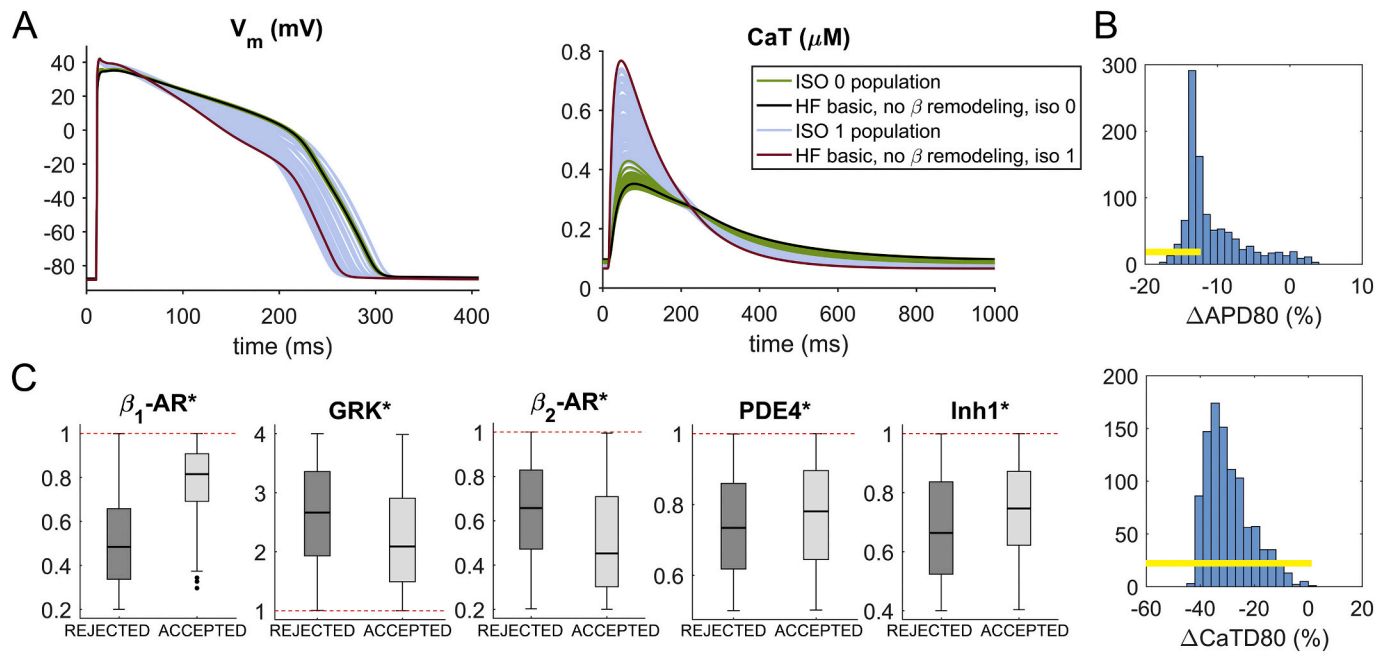 A
V_m (mV)
40
20
0
-20
-40
-60
-80
0 100 200 300 400
time (ms)
CaT (μM)
0.8
0.6
0.4
0.2
0
0 200 400 600 800 1000
time (ms)
ISO 0 population
HF basic, no β remodeling, iso 0
ISO 1 population
HF basic, no β remodeling, iso 1
B
300
200
100
0
-20 -10 0 10
ΔAPD80 (%)
200
150
100
50
0
-60 -40 -20 0 20
ΔCaTD80 (%)
C
β₁-AR*
1
0.8
0.6
0.4
0.2
REJECTED ACCEPTED
GRK*
4
3
2
1
REJECTED ACCEPTED
β₂-AR*
1
0.8
0.6
0.4
0.2
REJECTED ACCEPTED
PDE4*
1
0.8
0.6
REJECTED ACCEPTED
Inh1*
1
0.8
0.6
0.4
REJECTED ACCEPTED